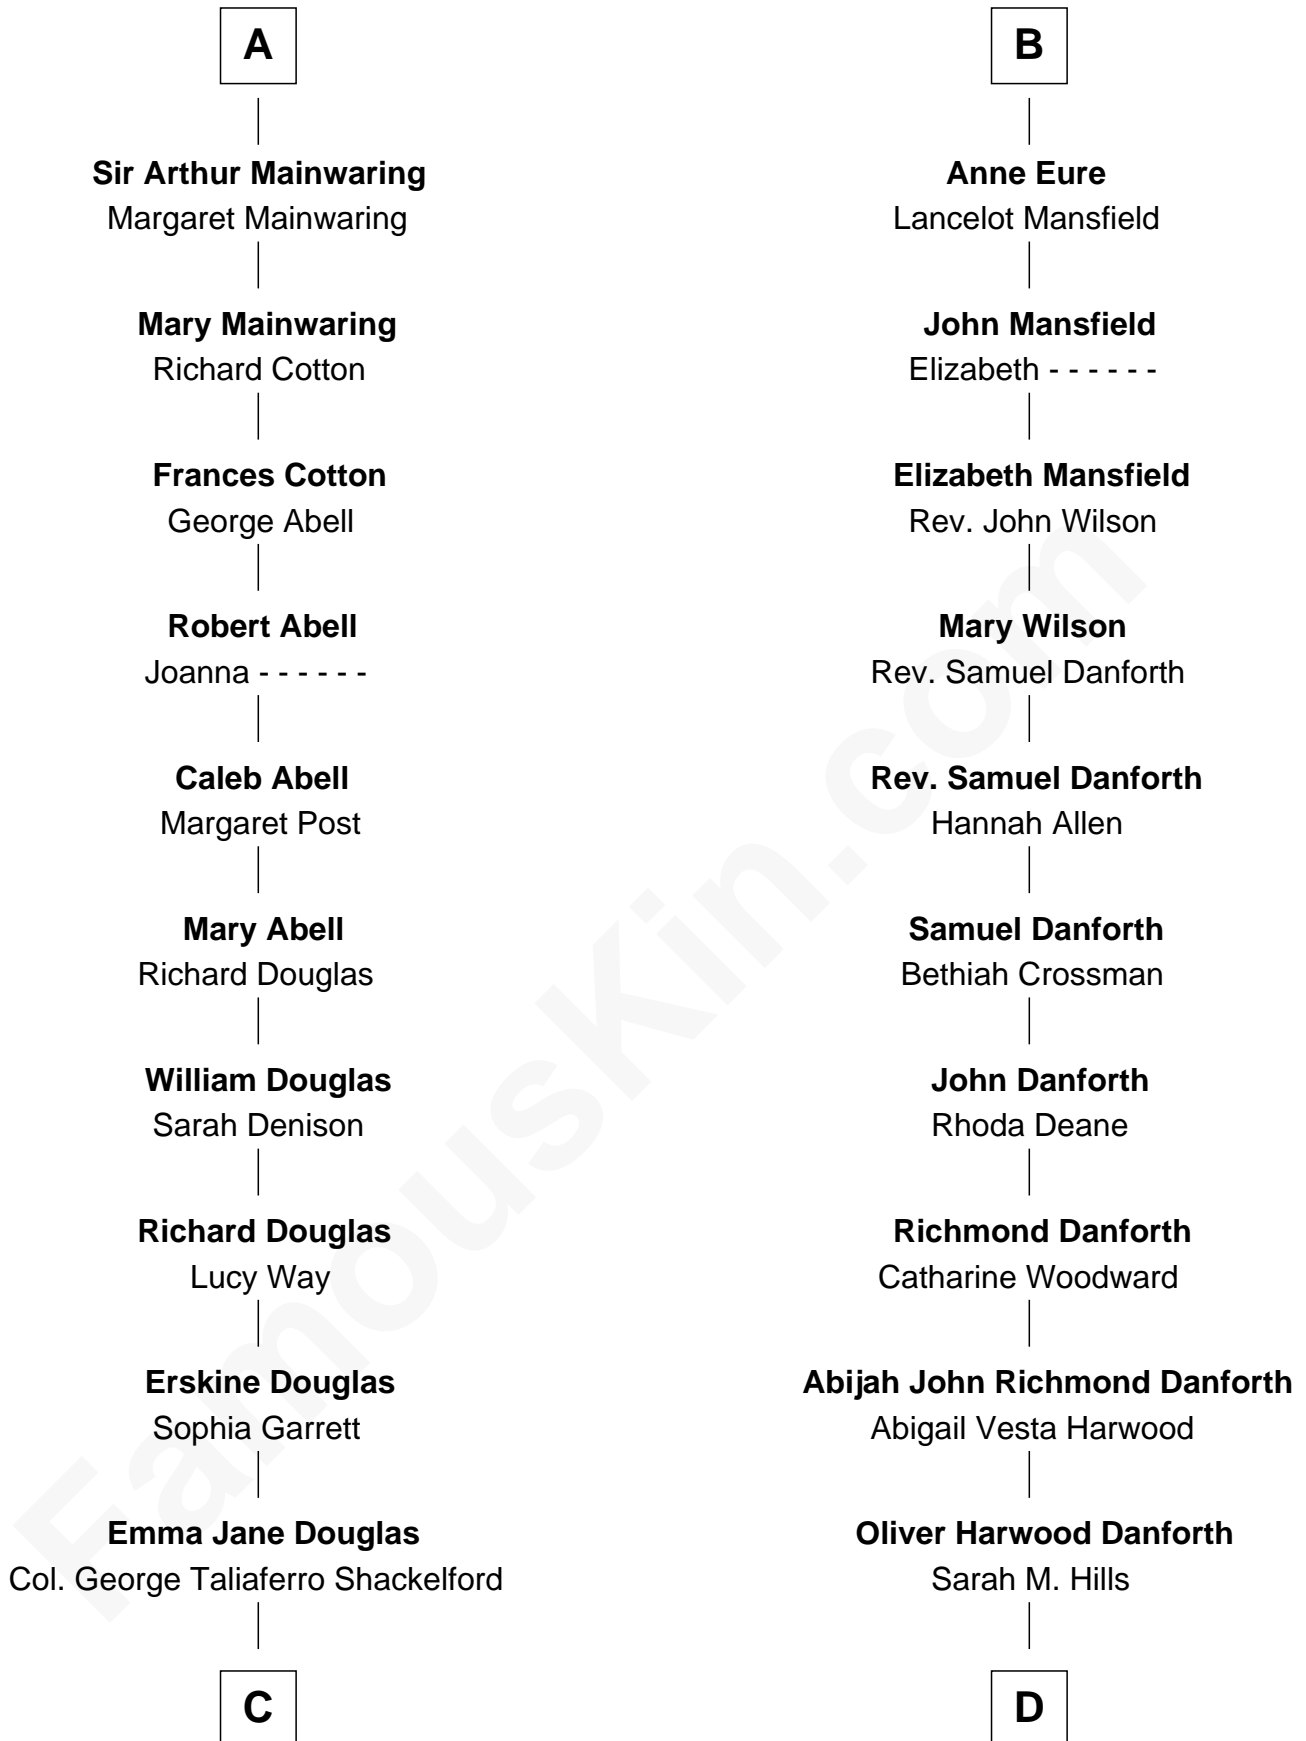 A
Sir Arthur Mainwaring
Margaret Mainwaring
Mary Mainwaring
Richard Cotton
Frances Cotton
George Abell
Robert Abell
Joanna - - - - - -
Caleb Abell
Margaret Post
Mary Abell
Richard Douglas
William Douglas
Sarah Denison
Richard Douglas
Lucy Way
Erskine Douglas
Sophia Garrett
Emma Jane Douglas
Col. George Taliaferro Shackelford
C
B
Anne Eure
Lancelot Mansfield
John Mansfield
Elizabeth - - - - - -
Elizabeth Mansfield
Rev. John Wilson
Mary Wilson
Rev. Samuel Danforth
Rev. Samuel Danforth
Hannah Allen
Samuel Danforth
Bethiah Crossman
John Danforth
Rhoda Deane
Richmond Danforth
Catharine Woodward
Abijah John Richmond Danforth
Abigail Vesta Harwood
Oliver Harwood Danforth
Sarah M. Hills
D
FamousKin.com